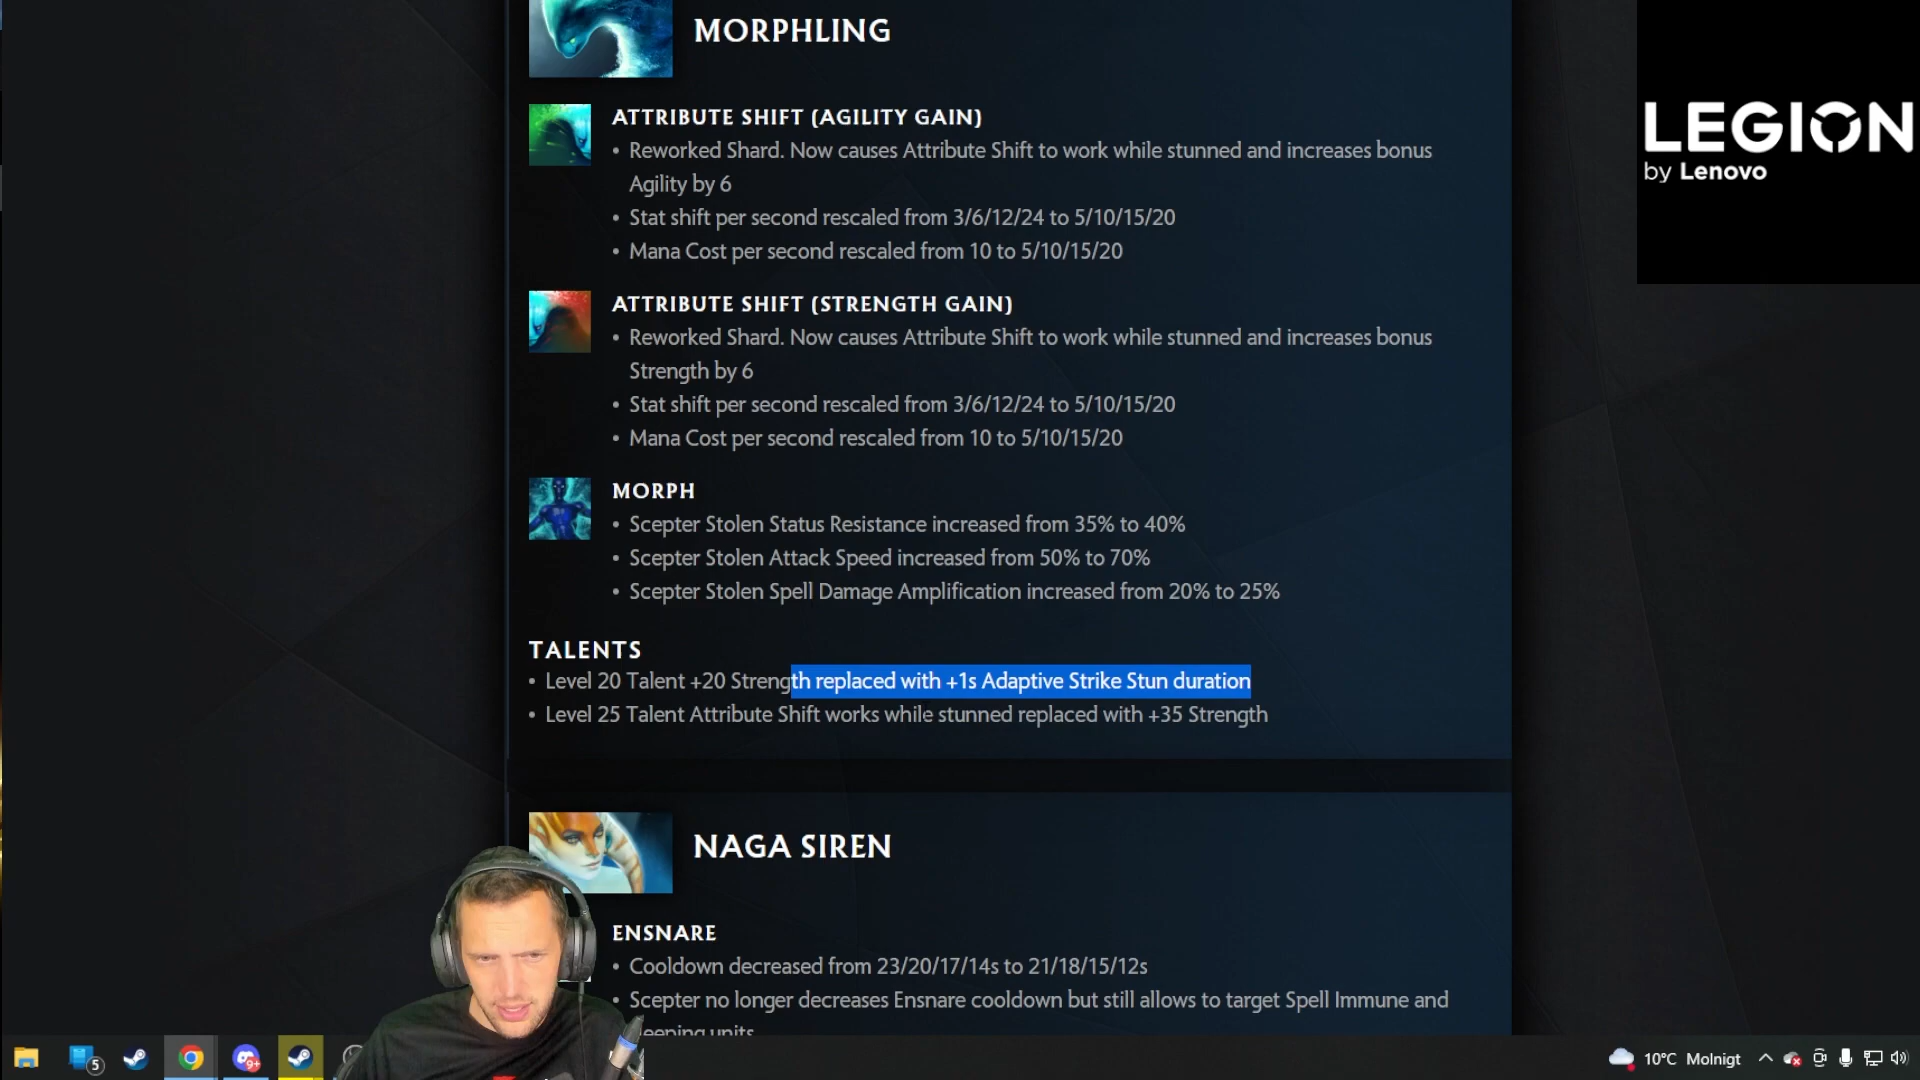 MORPHLING
LEGION
by Lenovo
ATTRIBUTE SHIFT (AGILITY GAIN)
• Reworked Shard. Now causes Attribute Shift to work while stunned and increases bonus
Agility by 6
• Stat shift per second rescaled from 3/6/12/24 to 5/10/15/20
• Mana Cost per second rescaled from 10 to 5/10/15/20
ATTRIBUTE SHIFT (STRENGTH GAIN)
• Reworked Shard. Now causes Attribute Shift to work while stunned and increases bonus
Strength by 6
• Stat shift per second rescaled from 3/6/12/24 to 5/10/15/20
• Mana Cost per second rescaled from 10 to 5/10/15/20
MORPH
• Scepter Stolen Status Resistance increased from 35% to 40%
• Scepter Stolen Attack Speed increased from 50% to 70%
• Scepter Stolen Spell Damage Amplification increased from 20% to 25%
TALENTS
• Level 20 Talent +20 Strength replaced with +1s Adaptive Strike Stun duration
• Level 25 Talent Attribute Shift works while stunned replaced with +35 Strength
NAGA SIREN
ENSNARE
• Cooldown decreased from 23/20/17/14s to 21/18/15/12s
• Scepter no longer decreases Ensnare cooldown but still allows to target Spell Immune and
5
9+
10°C Molnigt